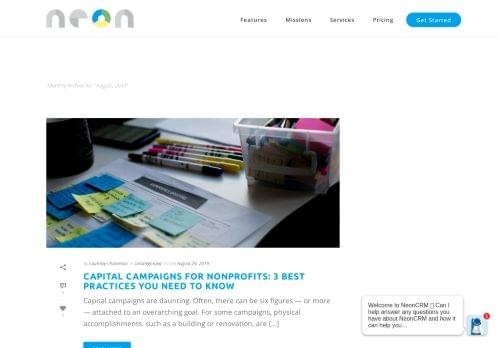 neon
Features
Missions
Services
Pricing
Get Started
Monthly Archive for: "August, 2019"
By Courtney Chatterton In Uncategorized Posted August 29, 2019
CAPITAL CAMPAIGNS FOR NONPROFITS: 3 BEST
PRACTICES YOU NEED TO KNOW
Capital campaigns are daunting. Often, there can be six figures — or more
— attached to an overarching goal. For some campaigns, physical
accomplishments, such as a building or renovation, are [...]
Welcome to NeonCRM 👋 Can I
help answer any questions you
have about NeonCRM and how it
can help you...
1